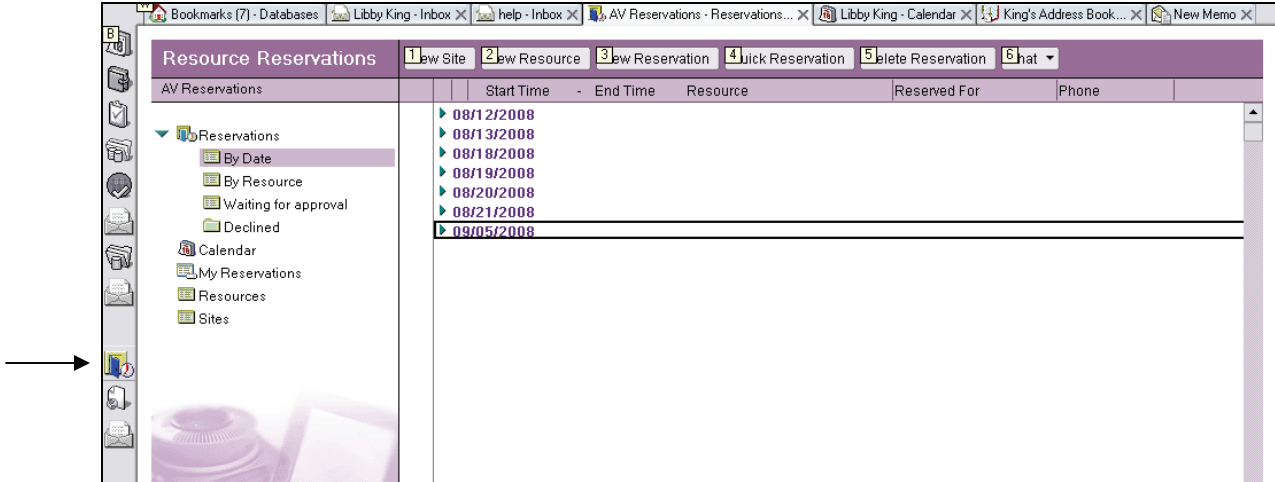 W Bookmarks (7) - Databases Libby King - Inbox help - Inbox AV Reservations - Reservations... Libby King - Calendar King's Address Book... New Memo
B
Resource Reservations 1ew Site 2ew Resource 3ew Reservation 4uick Reservation 5elete Reservation 6hat
AV Reservations Start Time - End Time Resource Reserved For Phone
08/12/2008
Reservations 08/13/2008
By Date 08/18/2008
By Resource 08/19/2008
Waiting for approval 08/20/2008
Declined 08/21/2008
09/05/2008
Calendar
My Reservations
Resources
Sites